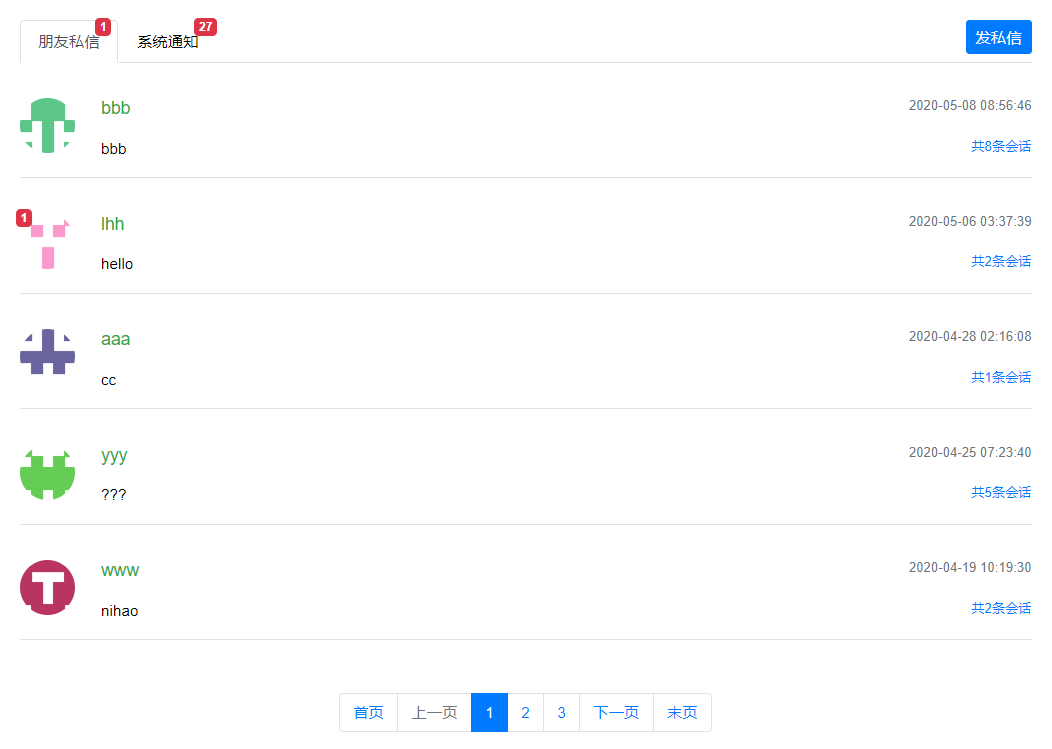 朋友私信 1 系统通知 27 发私信
bbb 2020-05-08 08:56:46
bbb 共8条会话
1 lhh 2020-05-06 03:37:39
hello 共2条会话
aaa 2020-04-28 02:16:08
cc 共1条会话
yyy 2020-04-25 07:23:40
??? 共5条会话
www 2020-04-19 10:19:30
nihao 共2条会话
首页 上一页 1 2 3 下一页 末页